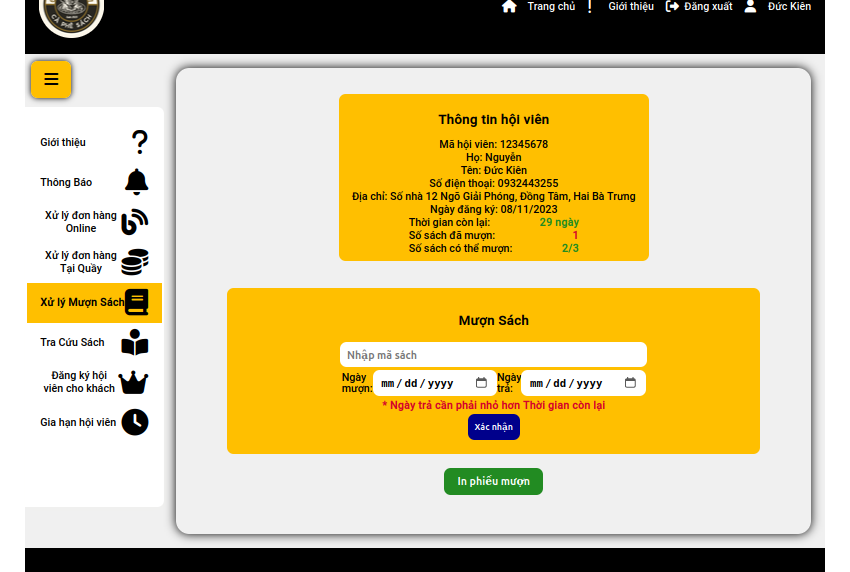 CÀ PHÊ SÁCH
Trang chủ
Giới thiệu
Đăng xuất
Đức Kiên
Giới thiệu
Thông Báo
Xử lý đơn hàng
Online
Xử lý đơn hàng
Tại Quầy
Xử lý Mượn Sách
Tra Cứu Sách
Đăng ký hội
viên cho khách
Gia hạn hội viên
Thông tin hội viên
Mã hội viên: 12345678
Họ: Nguyễn
Tên: Đức Kiên
Số điện thoại: 0932443255
Địa chỉ: Số nhà 12 Ngõ Giải Phóng, Đồng Tâm, Hai Bà Trưng
Ngày đăng ký: 08/11/2023
Thời gian còn lại: 29 ngày
Số sách đã mượn: 1
Số sách có thể mượn: 2/3
Mượn Sách
Nhập mã sách
Ngày
mượn:
mm/dd/yyyy
Ngày
trả:
mm/dd/yyyy
* Ngày trả cần phải nhỏ hơn Thời gian còn lại
Xác nhận
In phiếu mượn